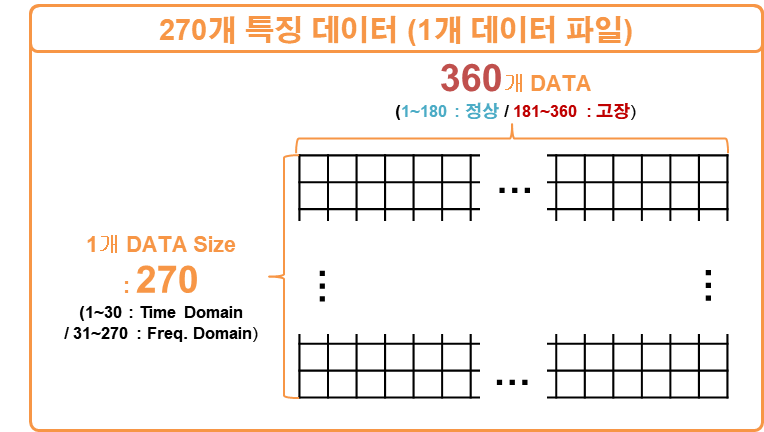 270개 특징 데이터 (1개 데이터 파일)
360개 DATA
(1~180 : 정상 / 181~360 : 고장)
1개 DATA Size
: 270
(1~30 : Time Domain
/ 31~270 : Freq. Domain)